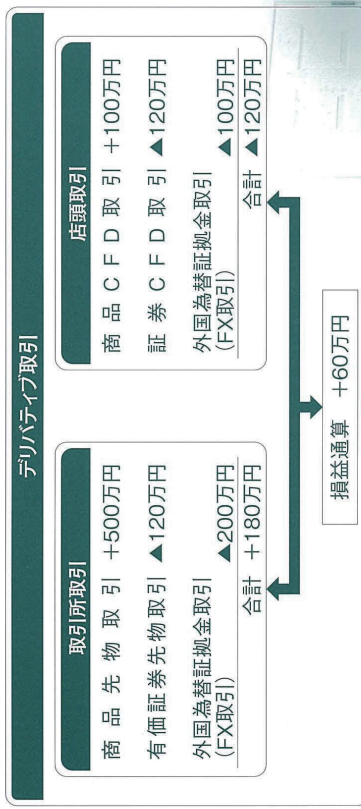 デリバティブ取引
取引所取引
商品先物取引 +500万円
有価証券先物取引 ▲120万円
外国為替証拠金取引
(FX取引) ▲200万円
合計 +180万円
店頭取引
商品CFD取引 +100万円
証券CFD取引 ▲120万円
外国為替証拠金取引
(FX取引) ▲100万円
合計 ▲120万円
損益通算 +60万円